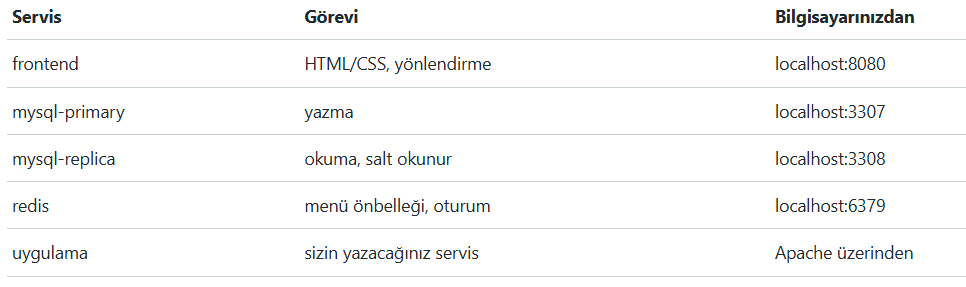 Servis Görevi Bilgisayarınızdan
frontend HTML/CSS, yönlendirme localhost:8080
mysql-primary yazma localhost:3307
mysql-replica okuma, salt okunur localhost:3308
redis menü önbelleği, oturum localhost:6379
uygulama sizin yazacağınız servis Apache üzerinden